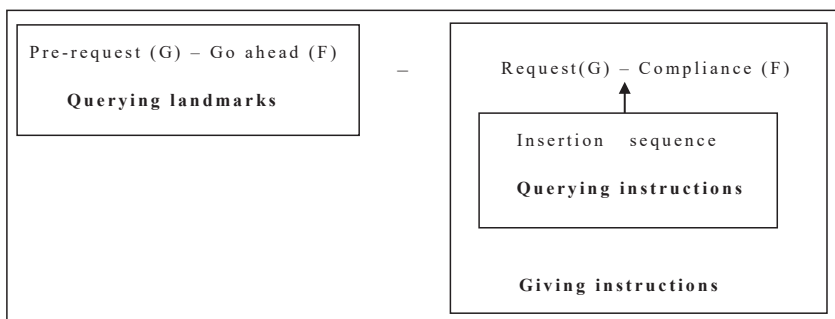 Pre-request (G) – Go ahead (F)
Querying landmarks
–
Request(G) – Compliance (F)
Insertion sequence
Querying instructions
Giving instructions